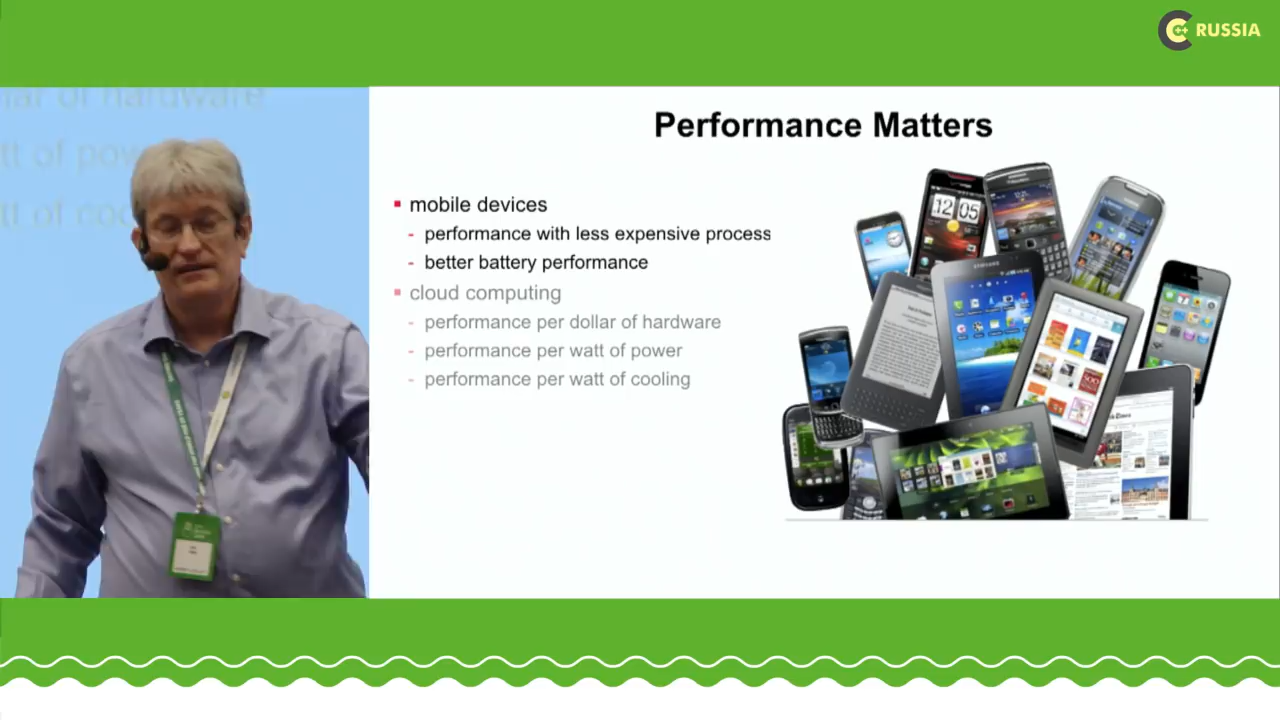 C++ RUSSIA
Performance Matters
mobile devices
- performance with less expensive process
- better battery performance
cloud computing
- performance per dollar of hardware
- performance per watt of power
- performance per watt of cooling
12 05